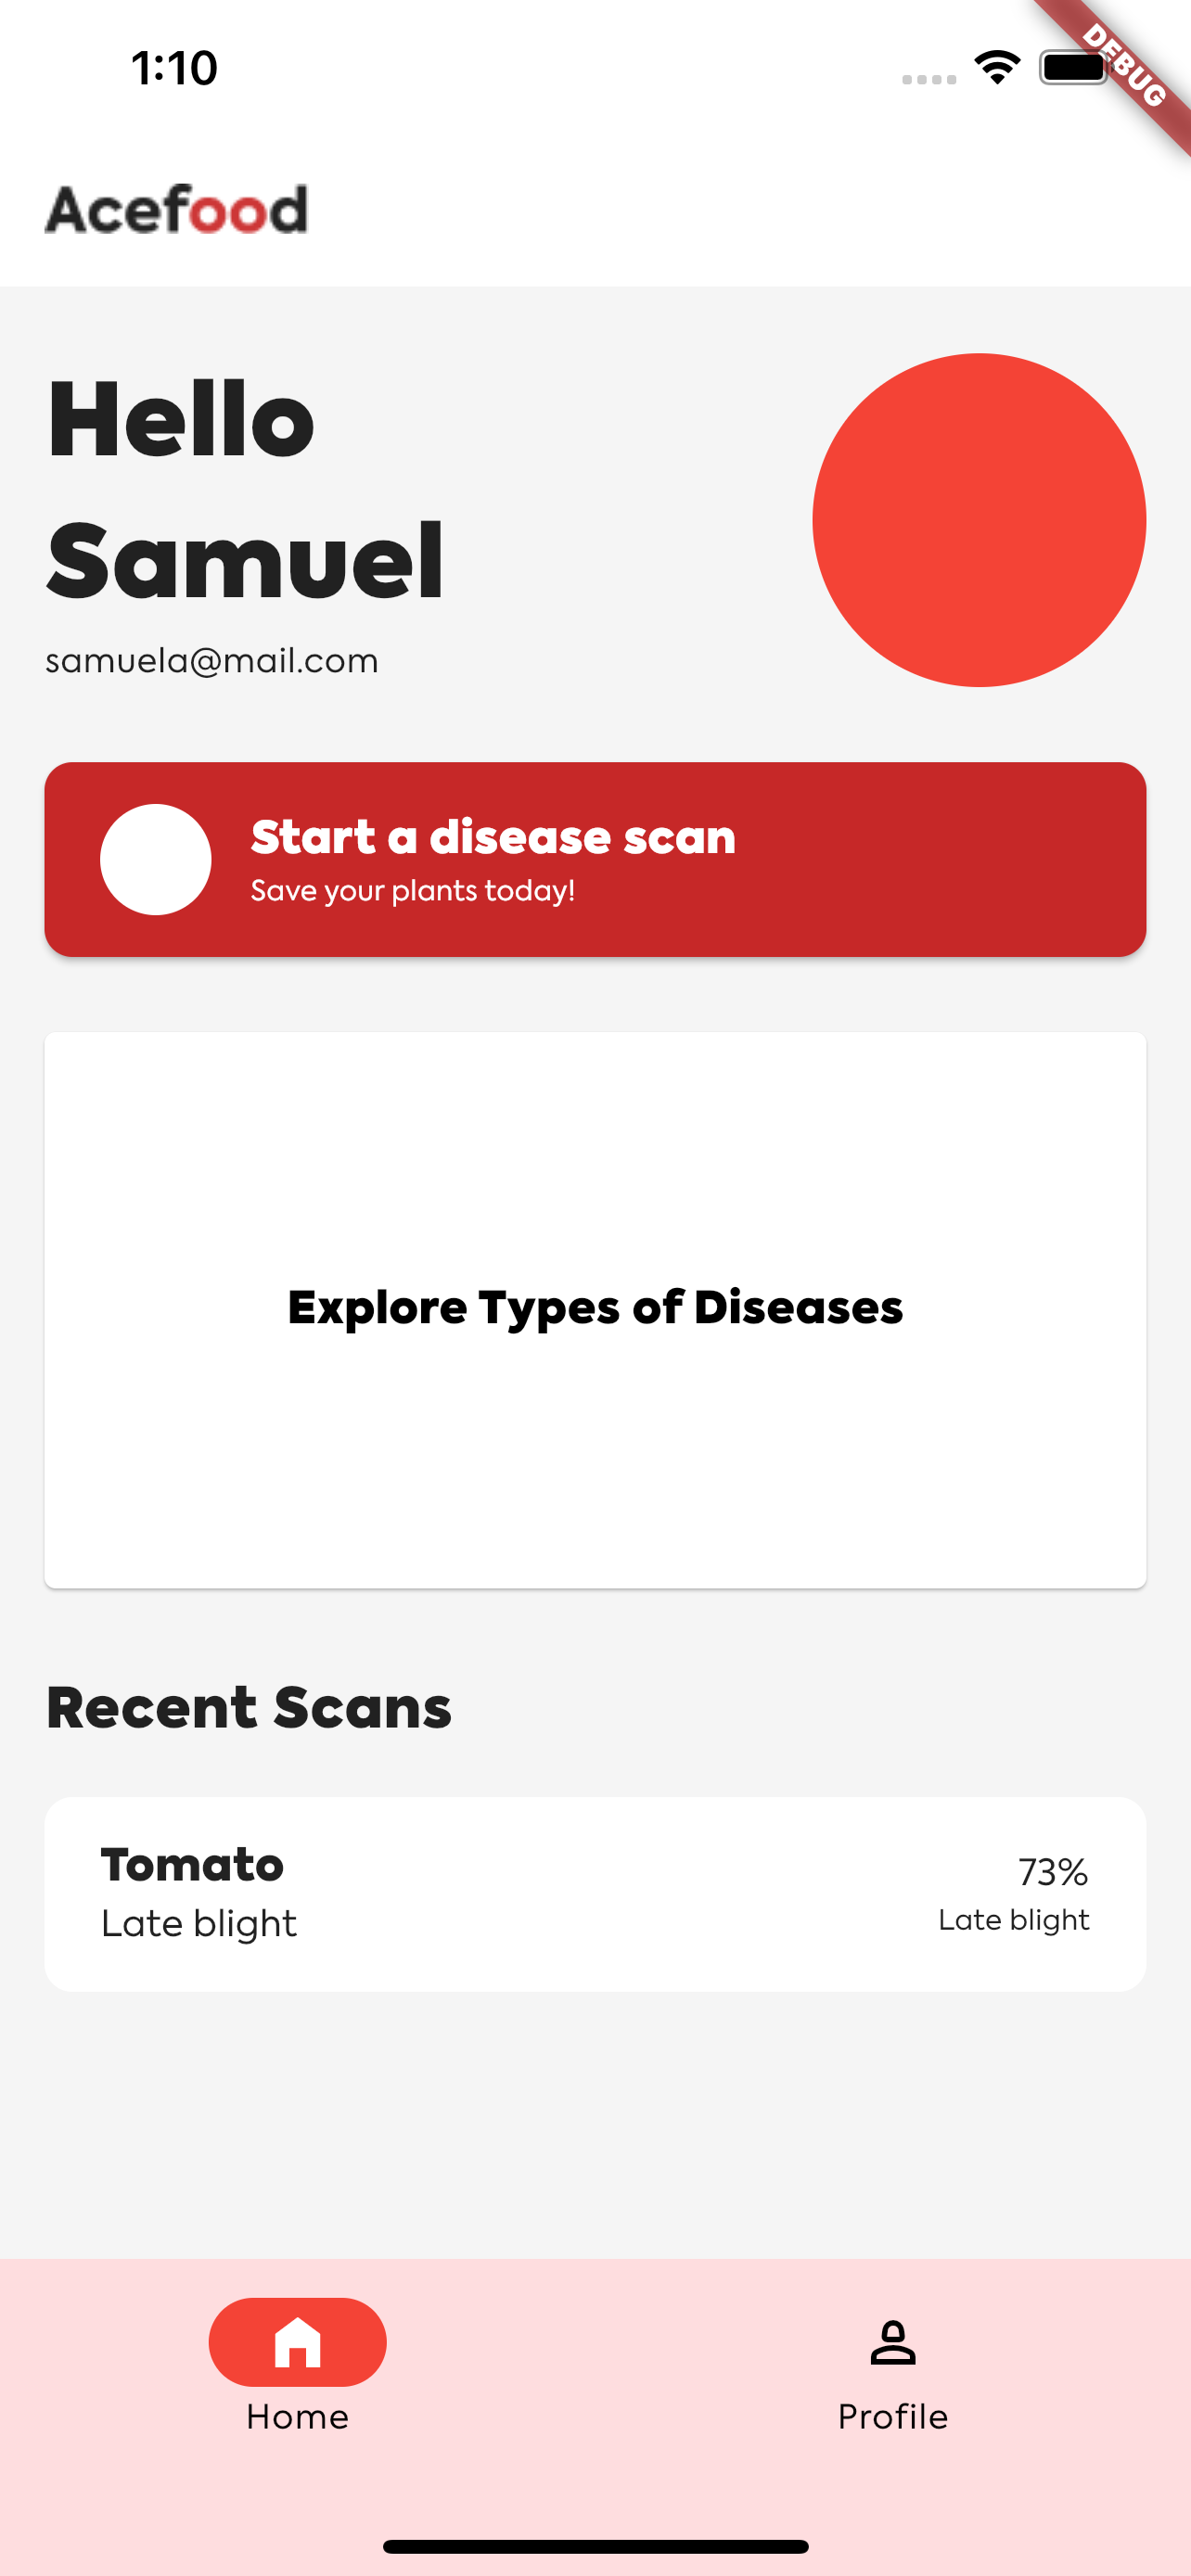 1:10
DEBUG
Acefood
Hello
Samuel
samuela@mail.com
Start a disease scan
Save your plants today!
Explore Types of Diseases
Recent Scans
Tomato
73%
Late blight
Late blight
Home
Profile